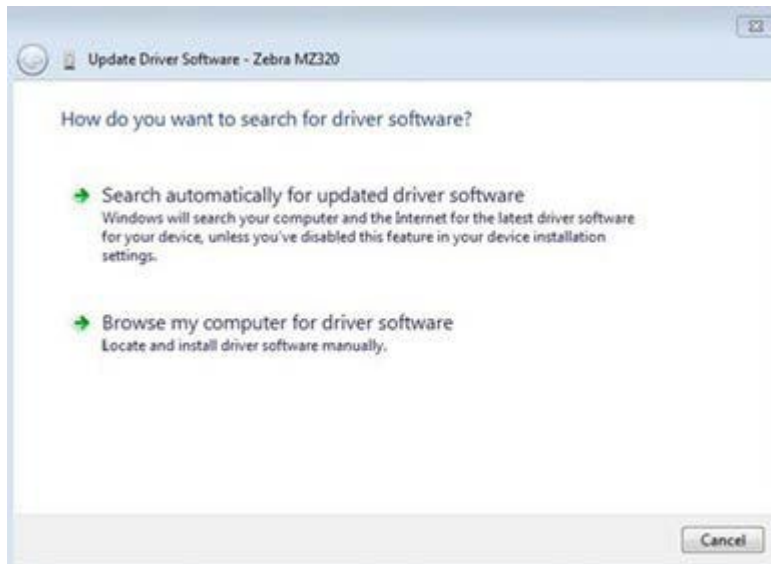 Update Driver Software - Zebra MZ320
How do you want to search for driver software?
Search automatically for updated driver software
Windows will search your computer and the Internet for the latest driver software
for your device, unless you've disabled this feature in your device installation
settings.
Browse my computer for driver software
Locate and install driver software manually.
Cancel